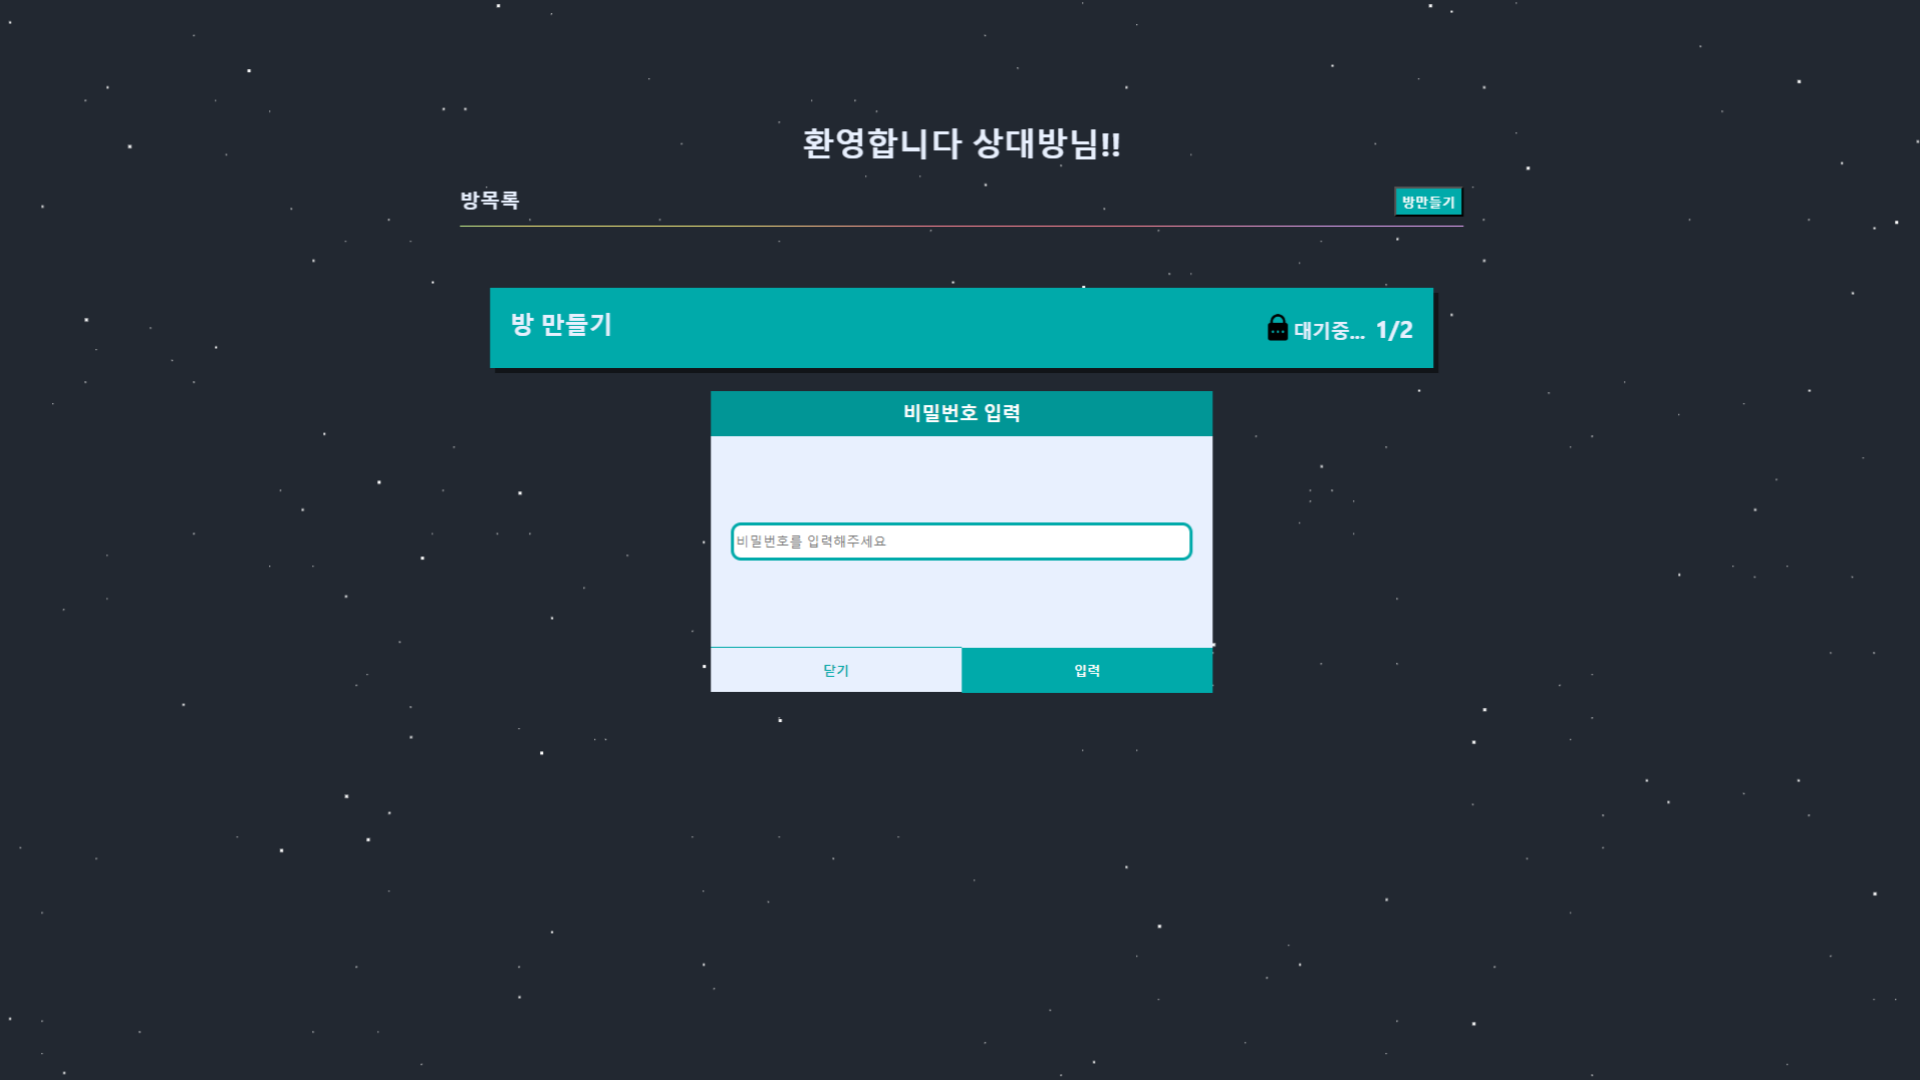 환영합니다 상대방님!!
방목록
방만들기
방 만들기
대기중... 1/2
비밀번호 입력
비밀번호를 입력해주세요
닫기
입력